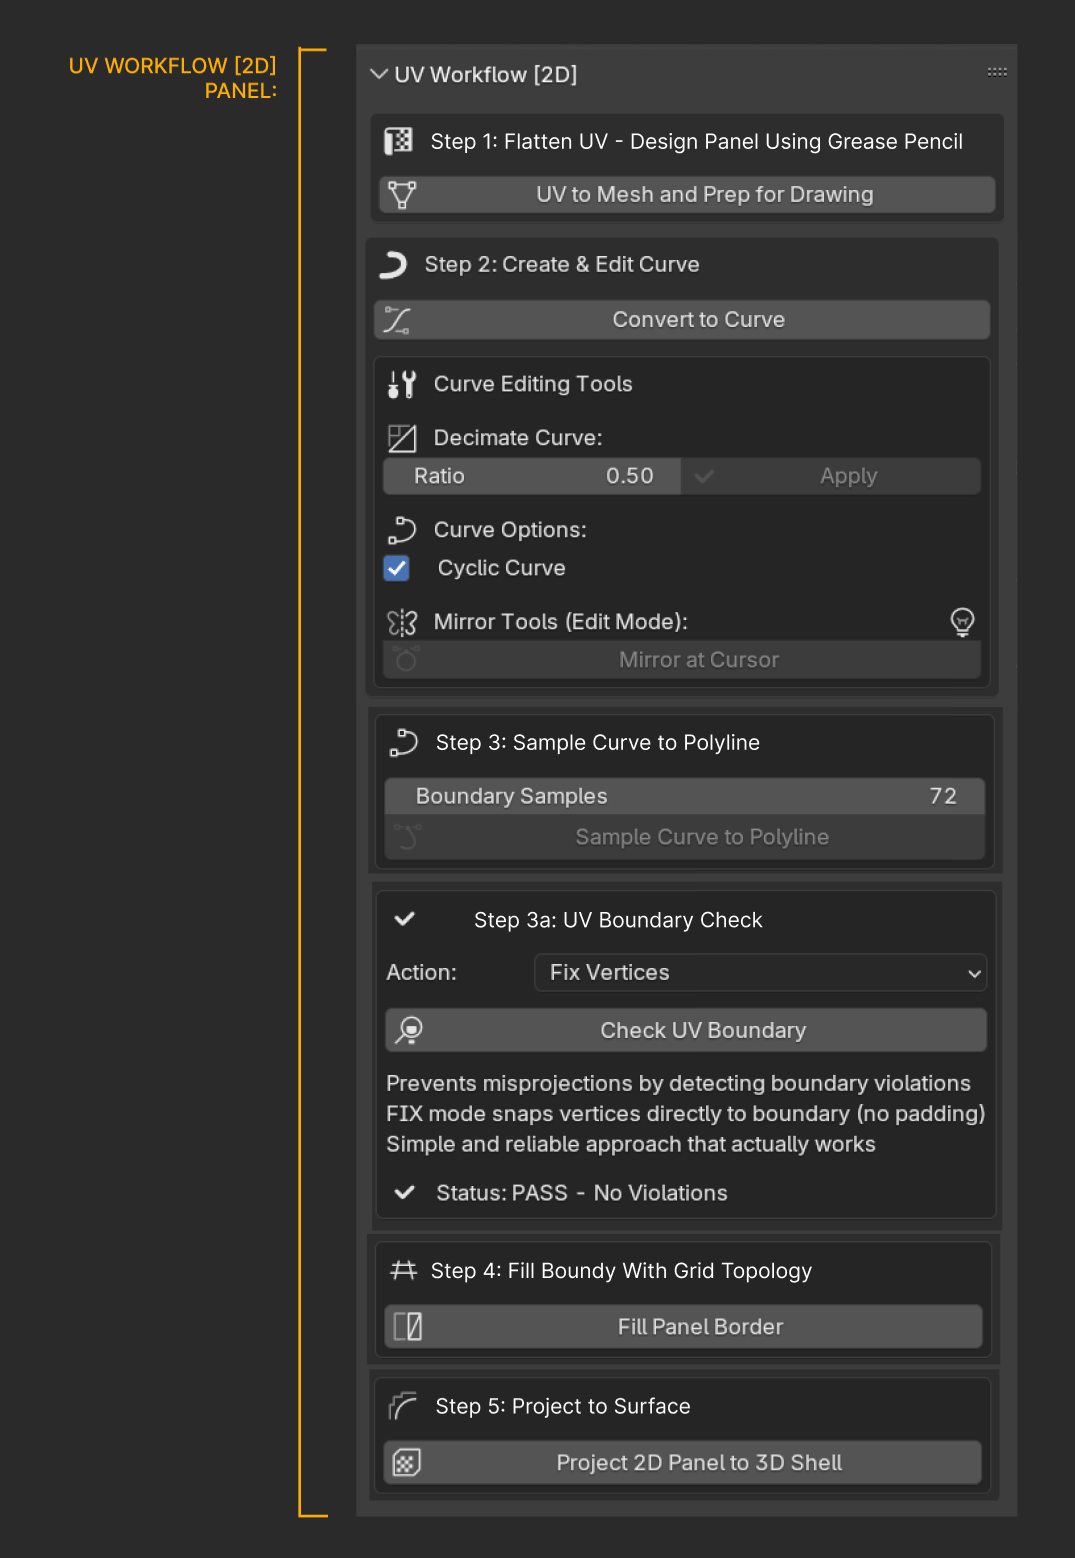 UV WORKFLOW [2D]
PANEL:
UV Workflow [2D]
Step 1: Flatten UV - Design Panel Using Grease Pencil
UV to Mesh and Prep for Drawing
Step 2: Create & Edit Curve
Convert to Curve
Curve Editing Tools
Decimate Curve:
Ratio 0.50 Apply
Curve Options:
Cyclic Curve
Mirror Tools (Edit Mode):
Mirror at Cursor
Step 3: Sample Curve to Polyline
Boundary Samples 72
Sample Curve to Polyline
Step 3a: UV Boundary Check
Action: Fix Vertices
Check UV Boundary
Prevents misprojections by detecting boundary violations
FIX mode snaps vertices directly to boundary (no padding)
Simple and reliable approach that actually works
Status: PASS - No Violations
Step 4: Fill Boundy With Grid Topology
Fill Panel Border
Step 5: Project to Surface
Project 2D Panel to 3D Shell